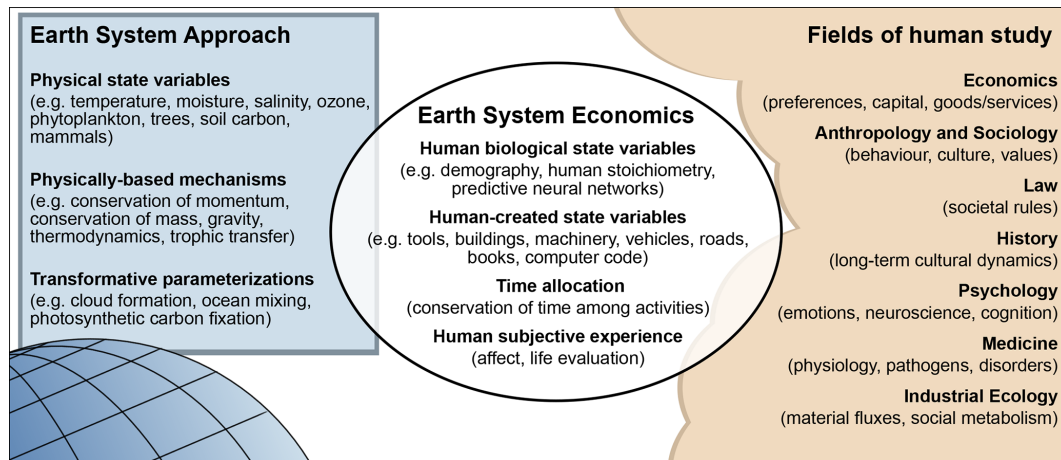 Earth System Approach
Physical state variables
(e.g. temperature, moisture, salinity, ozone,
phytoplankton, trees, soil carbon,
mammals)
Physically-based mechanisms
(e.g. conservation of momentum,
conservation of mass, gravity,
thermodynamics, trophic transfer)
Transformative parameterizations
(e.g. cloud formation, ocean mixing,
photosynthetic carbon fixation)
Earth System Economics
Human biological state variables
(e.g. demography, human stoichiometry,
predictive neural networks)
Human-created state variables
(e.g. tools, buildings, machinery, vehicles, roads,
books, computer code)
Time allocation
(conservation of time among activities)
Human subjective experience
(affect, life evaluation)
Fields of human study
Economics
(preferences, capital, goods/services)
Anthropology and Sociology
(behaviour, culture, values)
Law
(societal rules)
History
(long-term cultural dynamics)
Psychology
(emotions, neuroscience, cognition)
Medicine
(physiology, pathogens, disorders)
Industrial Ecology
(material fluxes, social metabolism)